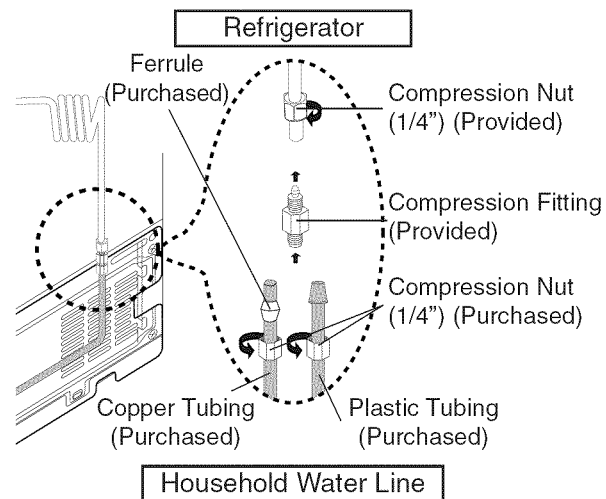 Refrigerator
Ferrule
(Purchased)
Compression Nut
(1/4”) (Provided)
Compression Fitting
(Provided)
Compression Nut
(1/4”) (Purchased)
Copper Tubing
(Purchased)
Plastic Tubing
(Purchased)
Household Water Line